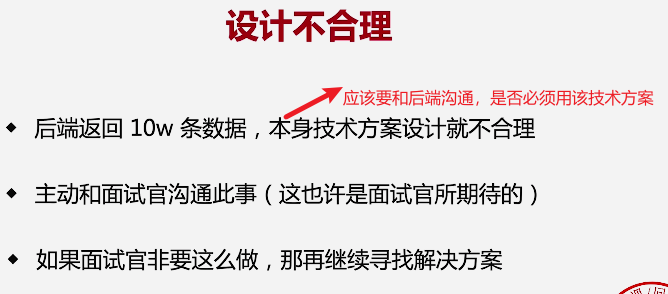 设计不合理
应该要和后端沟通，是否必须用该技术方案
后端返回 10w 条数据，本身技术方案设计就不合理
主动和面试官沟通此事（这也许是面试官所期待的）
如果面试官非要这么做，那再继续寻找解决方案